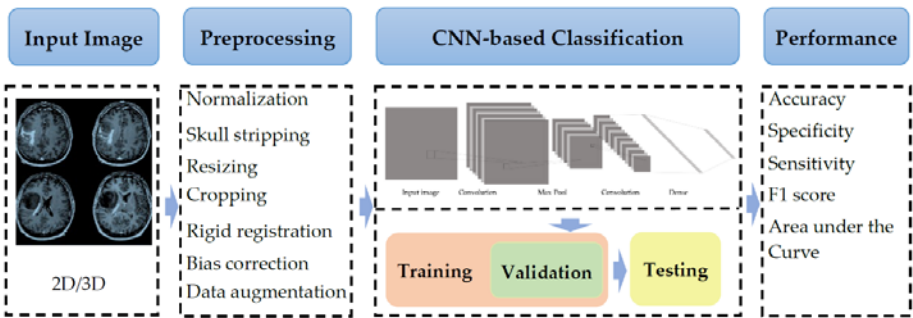 Input Image
Preprocessing
CNN-based Classification
Performance
2D/3D
Normalization
Skull stripping
Resizing
Cropping
Rigid registration
Bias correction
Data augmentation
Input image
Convolution
Max Pool
Convolution
Dense
Training
Validation
Testing
Accuracy
Specificity
Sensitivity
F1 score
Area under the
Curve